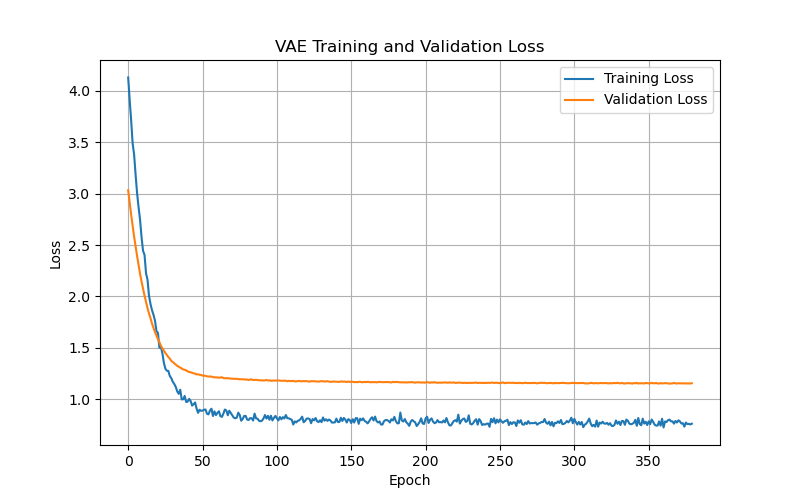 VAE Training and Validation Loss
Training Loss
Validation Loss
4.0
3.5
3.0
2.5
2.0
1.5
1.0
Loss
0 50 100 150 200 250 300 350
Epoch